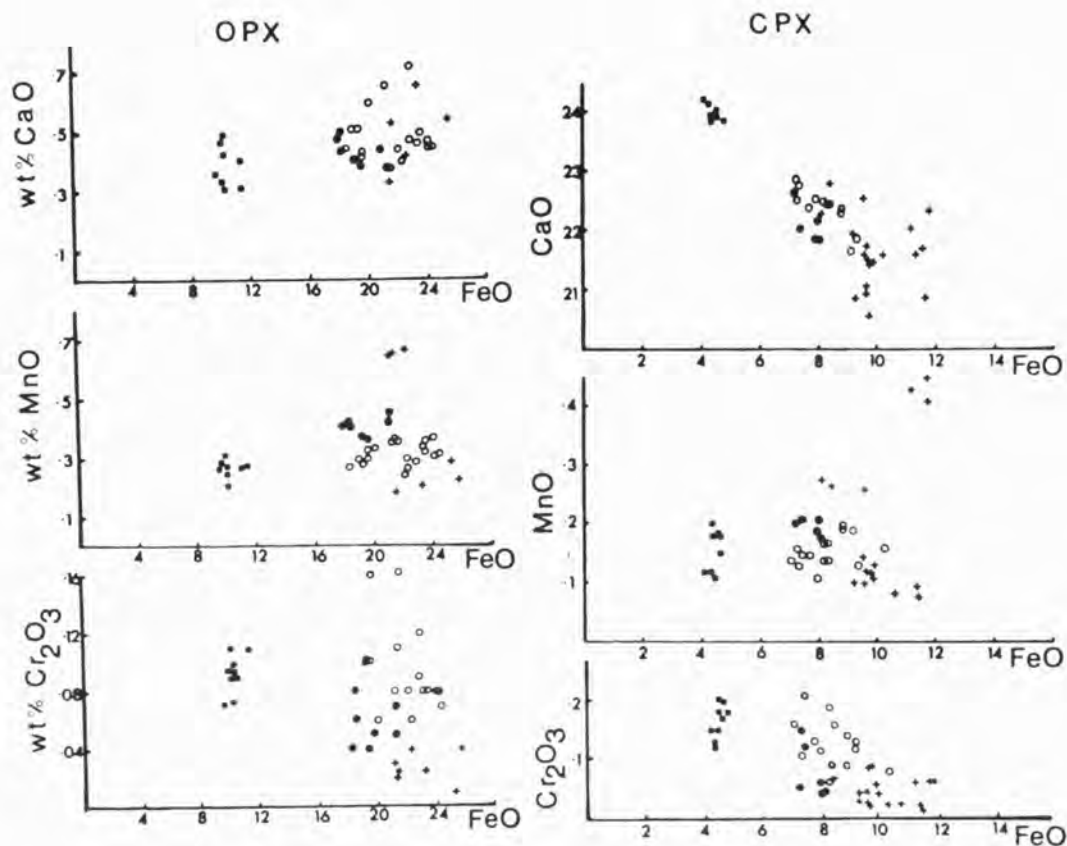 OPX
CPX
wt% CaO
.7
.5
.3
.1
4 8 12 16 20 24 FeO
CaO
24
23
22
21
2 4 6 8 10 12 14 FeO
wt% MnO
.7
.5
.3
.1
4 8 12 16 20 24 FeO
MnO
.4
.3
.2
.1
2 4 6 8 10 12 14 FeO
wt% Cr2O3
.16
.12
.08
.04
4 8 12 16 20 24 FeO
Cr2O3
.2
.1
2 4 6 8 10 12 14 FeO